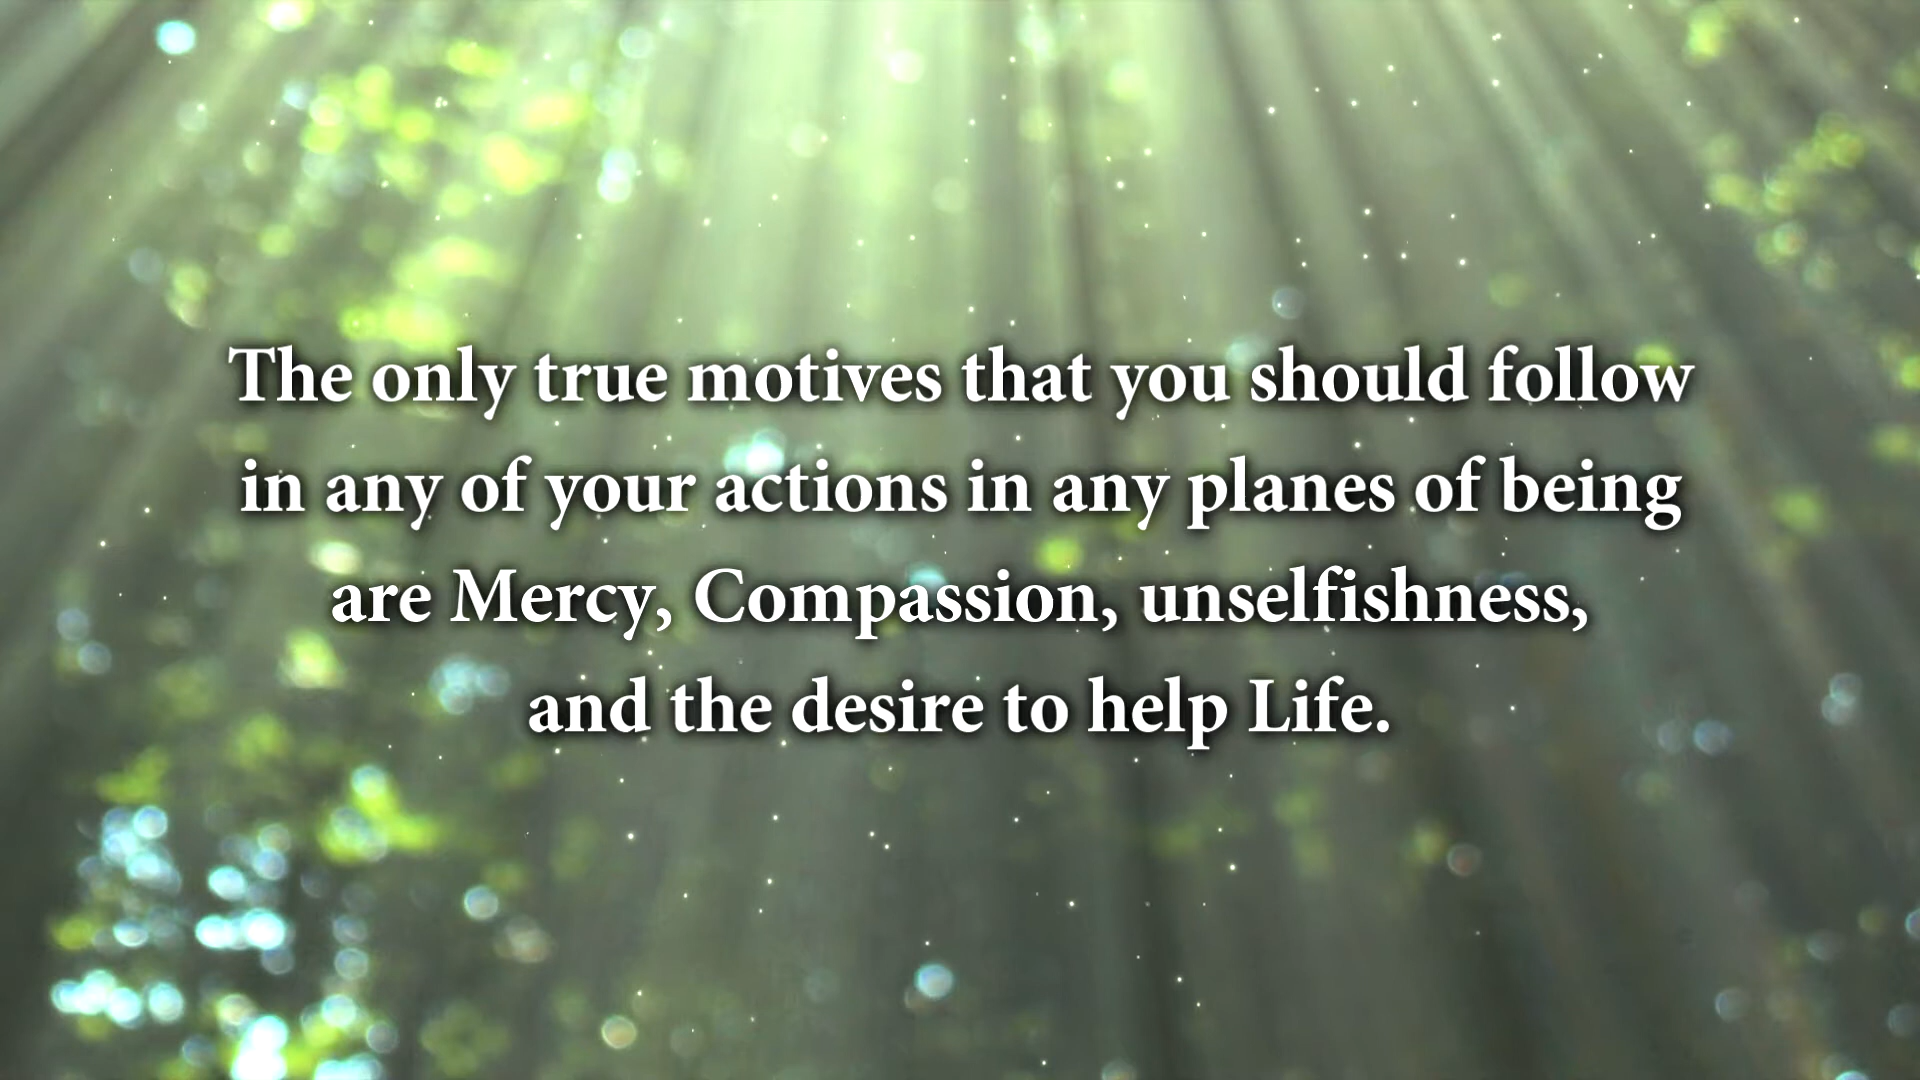 The only true motives that you should follow
in any of your actions in any planes of being
are Mercy, Compassion, unselfishness,
and the desire to help Life.